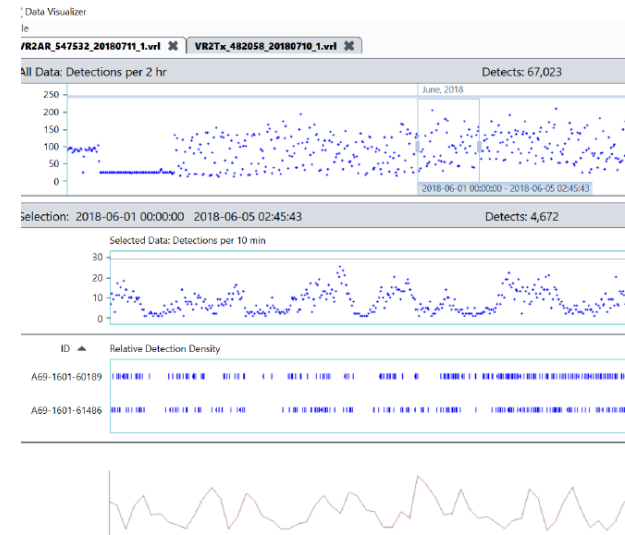 Data Visualizer
le
VR2AR_547532_20180711_1.vrl ✖ VR2Tx_482058_20180710_1.vrl ✖
All Data: Detections per 2 hr Detects: 67,023
June, 2018
250
200
150
100
50
0
2018-06-01 00:00:00 - 2018-06-05 02:45:43
Selection: 2018-06-01 00:00:00 2018-06-05 02:45:43 Detects: 4,672
Selected Data: Detections per 10 min
30
20
10
0
ID Relative Detection Density
A69-1601-60189
A69-1601-61486